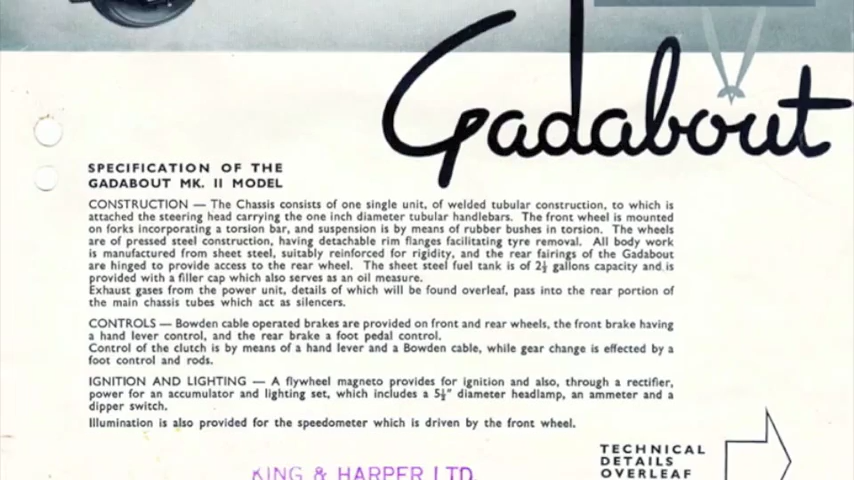 Gadabout
SPECIFICATION OF THE
GADABOUT MK. II MODEL
CONSTRUCTION — The Chassis consists of one single unit, of welded tubular construction, to which is
attached the steering head carrying the one inch diameter tubular handlebars. The front wheel is mounted
on forks incorporating a torsion bar, and suspension is by means of rubber bushes in torsion. The wheels
are of pressed steel construction, having detachable rim flanges facilitating tyre removal. All body work
is manufactured from sheet steel, suitably reinforced for rigidity, and the rear fairings of the Gadabout
are hinged to provide access to the rear wheel. The sheet steel fuel tank is of 2½ gallons capacity and is
provided with a filler cap which also serves as an oil measure.
Exhaust gases from the power unit, details of which will be found overleaf, pass into the rear portion of
the main chassis tubes which act as silencers.
CONTROLS — Bowden cable operated brakes are provided on front and rear wheels, the front brake having
a hand lever control, and the rear brake a foot pedal control.
Control of the clutch is by means of a hand lever and a Bowden cable, while gear change is effected by a
foot control and rods.
IGNITION AND LIGHTING — A flywheel magneto provides for ignition and also, through a rectifier,
power for an accumulator and lighting set, which includes a 5½" diameter headlamp, an ammeter and a
dipper switch.
Illumination is also provided for the speedometer which is driven by the front wheel.
TECHNICAL
DETAILS
OVERLEAF
KING & HARPER LTD.